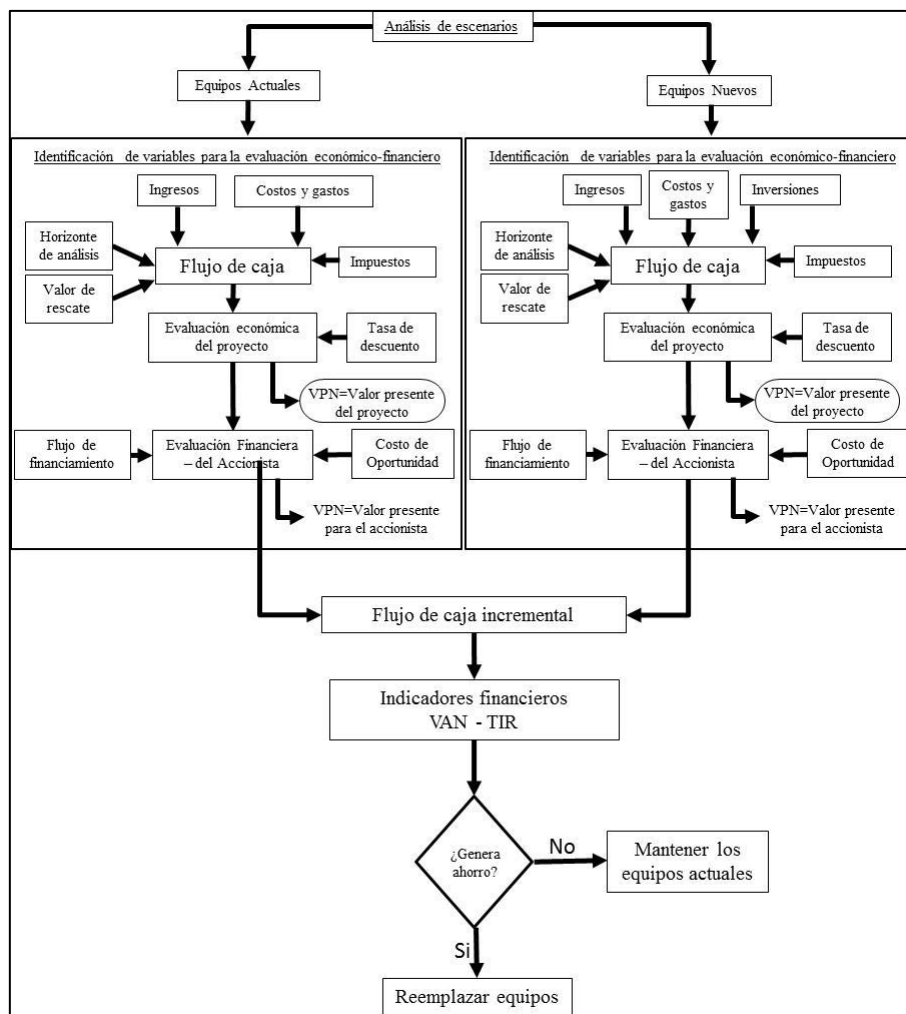 Análisis de escenarios
Equipos Actuales
Equipos Nuevos
Identificación de variables para la evaluación económico-financiero
Ingresos
Costos y gastos
Horizonte
de análisis
Flujo de caja
Impuestos
Valor de
rescate
Evaluación económica
del proyecto
Tasa de
descuento
VPN=Valor presente
del proyecto
Flujo de
financiamiento
Evaluación Financiera
– del Accionista
Costo de
Oportunidad
VPN=Valor presente
para el accionista
Identificación de variables para la evaluación económico-financiero
Ingresos
Costos y
gastos
Inversiones
Horizonte
de análisis
Flujo de caja
Impuestos
Valor de
rescate
Evaluación económica
del proyecto
Tasa de
descuento
VPN=Valor presente
del proyecto
Flujo de
financiamiento
Evaluación Financiera
– del Accionista
Costo de
Oportunidad
VPN=Valor presente
para el accionista
Flujo de caja incremental
Indicadores financieros
VAN - TIR
¿Genera
ahorro?
No
Mantener los
equipos actuales
Si
Reemplazar equipos